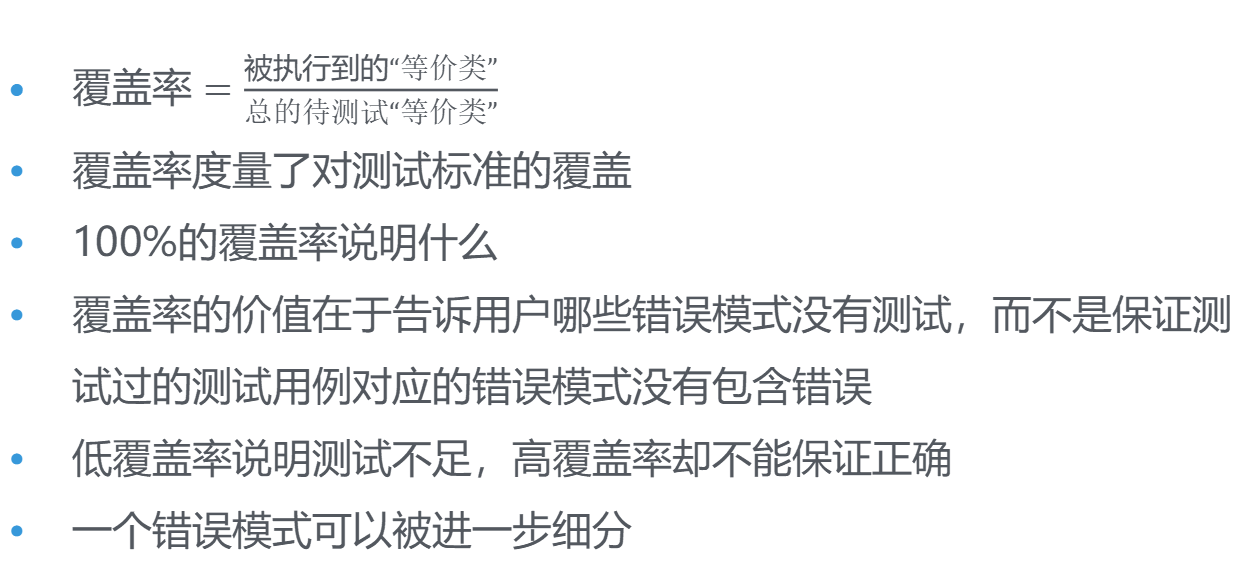 • 覆盖率 = 被执行到的“等价类”
总的待测试“等价类”
• 覆盖率度量了对测试标准的覆盖
• 100%的覆盖率说明什么
• 覆盖率的价值在于告诉用户哪些错误模式没有测试，而不是保证测
试过的测试用例对应的错误模式没有包含错误
• 低覆盖率说明测试不足，高覆盖率却不能保证正确
• 一个错误模式可以被进一步细分